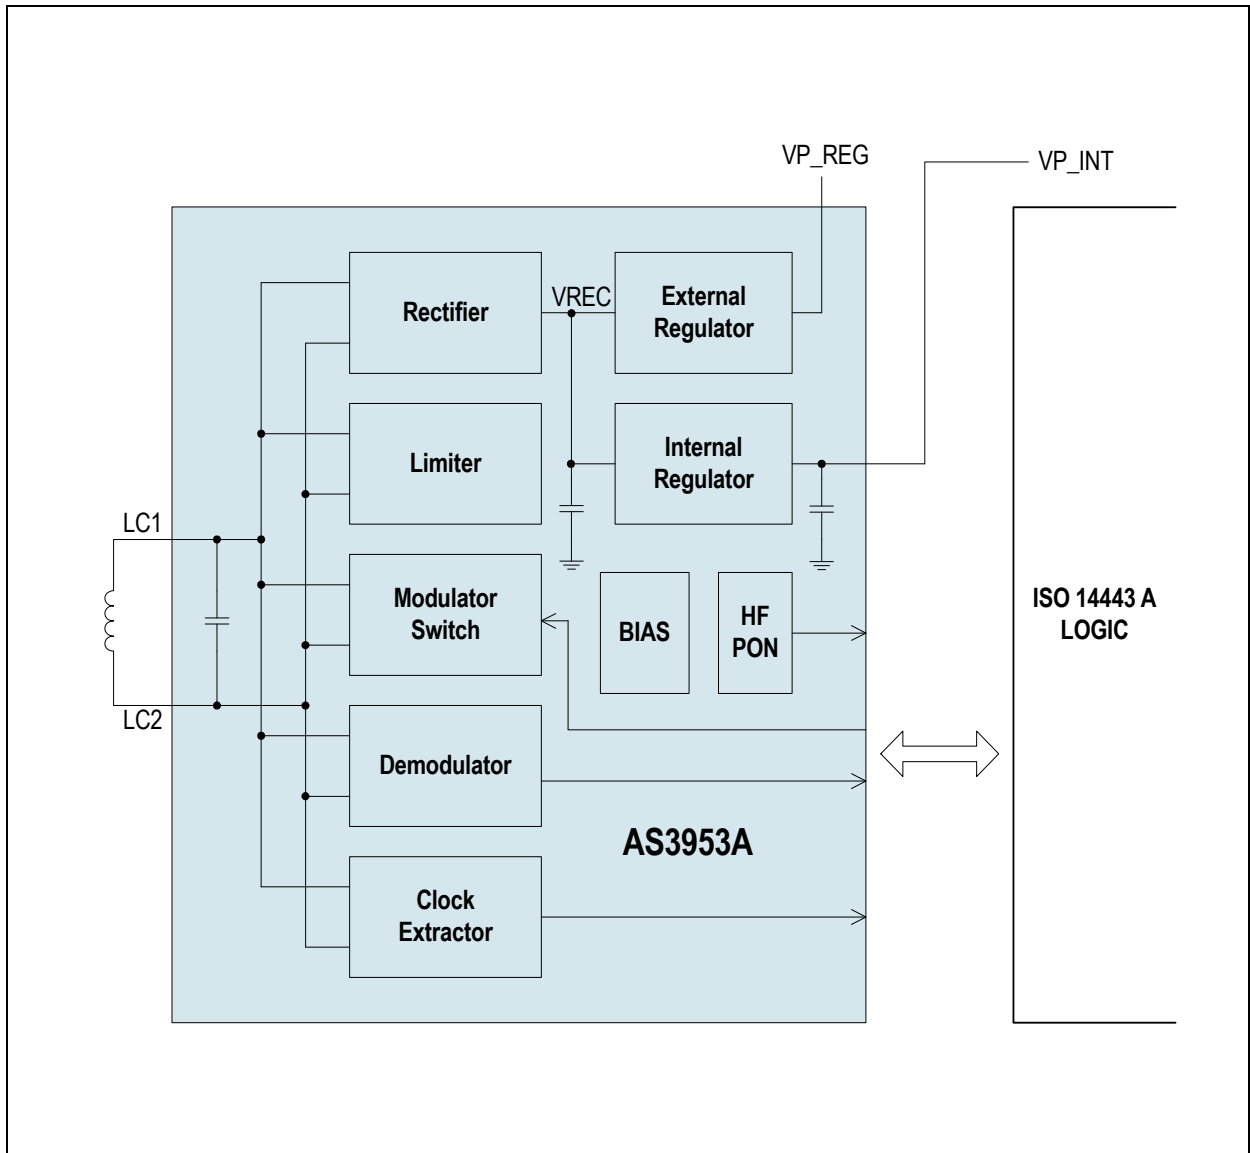 VP_REG
VP_INT
Rectifier
VREC
External
Regulator
Limiter
Internal
Regulator
LC1
Modulator
Switch
BIAS
HF
PON
ISO 14443 A
LOGIC
LC2
Demodulator
AS3953A
Clock
Extractor